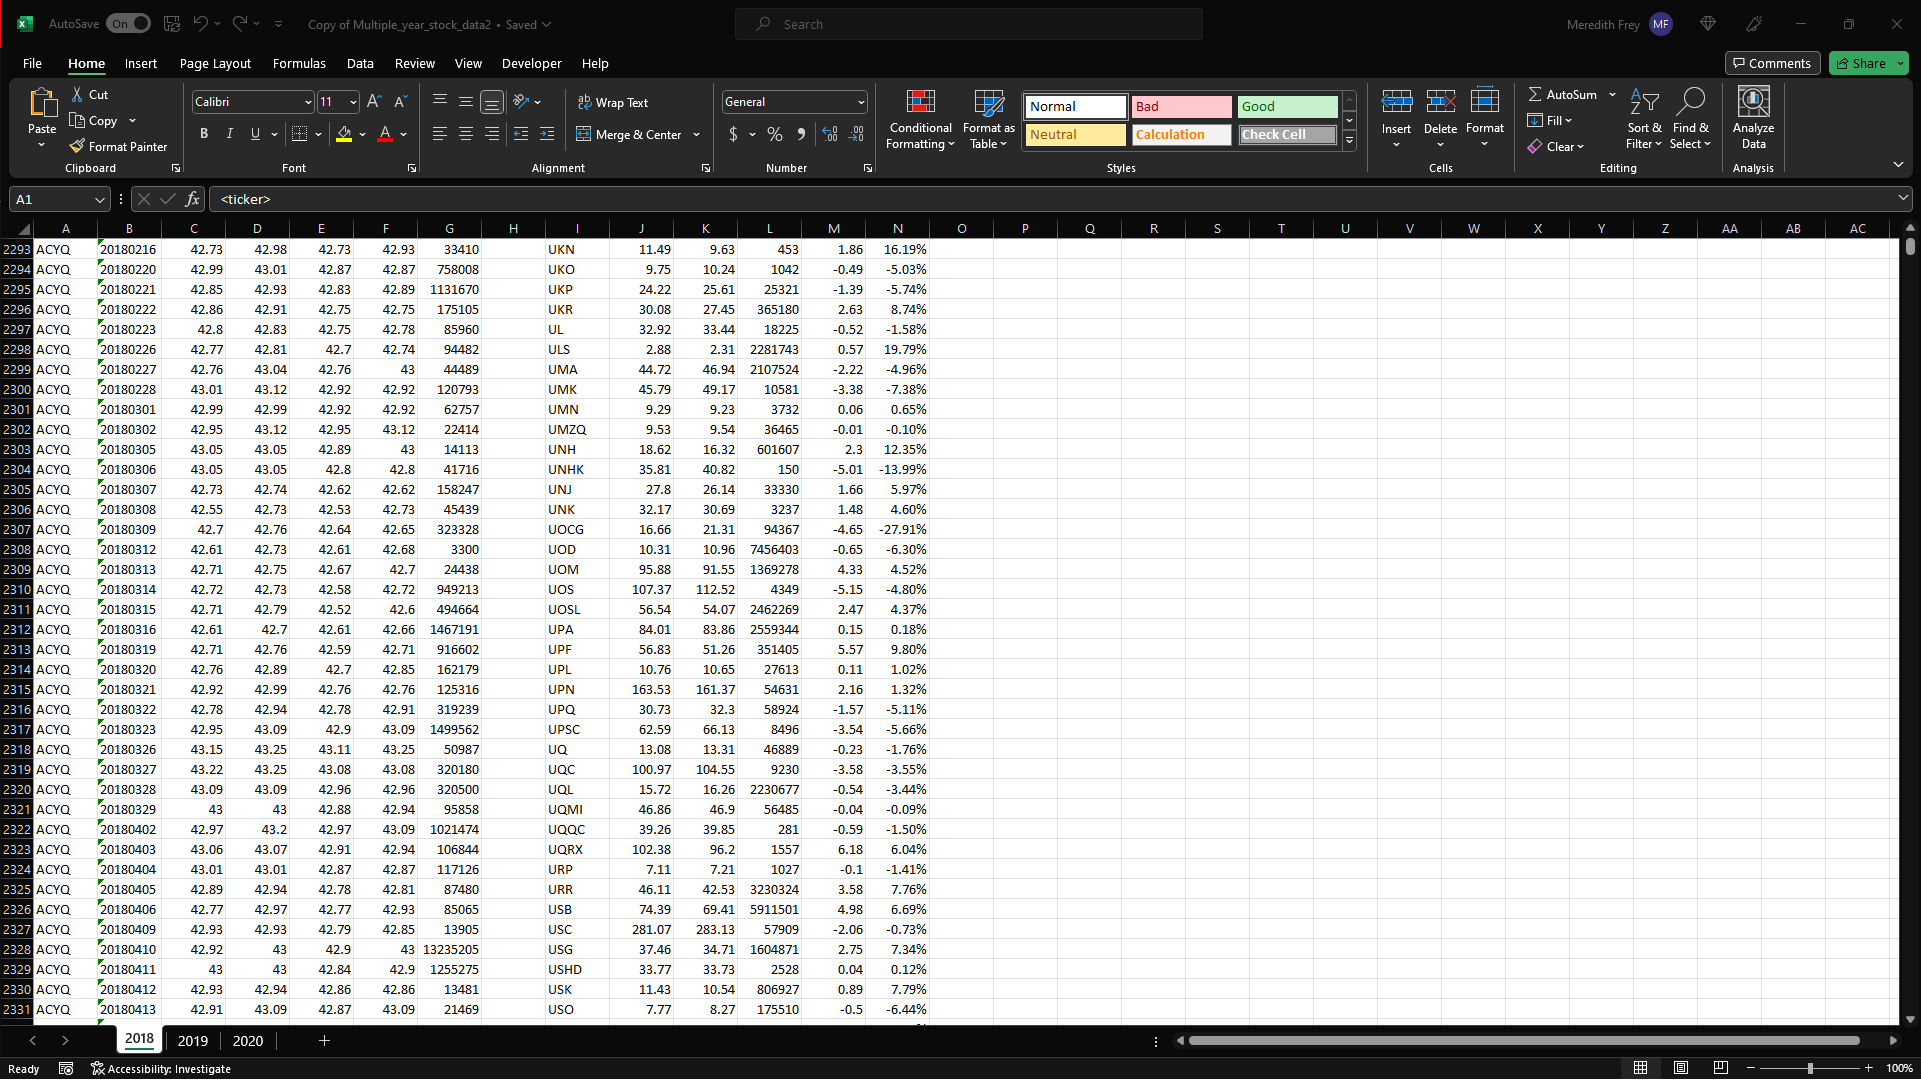 AutoSave On Copy of Multiple_year_stock_data2 • Saved Search Meredith Frey MF
File Home Insert Page Layout Formulas Data Review View Developer Help Comments Share
Paste Cut Copy Format Painter Clipboard
Calibri 11 B I U A Font
Wrap Text Merge & Center Alignment
General $ % Number
Conditional Formatting Format as Table Normal Bad Good Neutral Calculation Check Cell Styles
Insert Delete Format Cells
AutoSum Fill Clear Sort & Filter Find & Select Editing
Analyze Data Analysis
A1 fx <ticker>
A B C D E F G H I J K L M N O P Q R S T U V W X Y Z AA AB AC
2293 ACYQ 20180216 42.73 42.98 42.73 42.93 33410 UKN 11.49 9.63 453 1.86 16.19%
2294 ACYQ 20180220 42.99 43.01 42.87 42.87 758008 UKO 9.75 10.24 1042 -0.49 -5.03%
2295 ACYQ 20180221 42.85 42.93 42.83 42.89 1131670 UKP 24.22 25.61 25321 -1.39 -5.74%
2296 ACYQ 20180222 42.86 42.91 42.75 42.75 175105 UKR 30.08 27.45 365180 2.63 8.74%
2297 ACYQ 20180223 42.8 42.83 42.75 42.78 85960 UL 32.92 33.44 18225 -0.52 -1.58%
2298 ACYQ 20180226 42.77 42.81 42.7 42.74 94482 ULS 2.88 2.31 2281743 0.57 19.79%
2299 ACYQ 20180227 42.76 43.04 42.76 43 44489 UMA 44.72 46.94 2107524 -2.22 -4.96%
2300 ACYQ 20180228 43.01 43.12 42.92 42.92 120793 UMK 45.79 49.17 10581 -3.38 -7.38%
2301 ACYQ 20180301 42.99 42.99 42.92 42.92 62757 UMN 9.29 9.23 3732 0.06 0.65%
2302 ACYQ 20180302 42.95 43.12 42.95 43.12 22414 UMZQ 9.53 9.54 36465 -0.01 -0.10%
2303 ACYQ 20180305 43.05 43.05 42.89 43 14113 UNH 18.62 16.32 601607 2.3 12.35%
2304 ACYQ 20180306 43.05 43.05 42.8 42.8 41716 UNHK 35.81 40.82 150 -5.01 -13.99%
2305 ACYQ 20180307 42.73 42.74 42.62 42.62 158247 UNJ 27.8 26.14 33330 1.66 5.97%
2306 ACYQ 20180308 42.55 42.73 42.53 42.73 45439 UNK 32.17 30.69 3237 1.48 4.60%
2307 ACYQ 20180309 42.7 42.76 42.64 42.65 323328 UOCG 16.66 21.31 94367 -4.65 -27.91%
2308 ACYQ 20180312 42.61 42.73 42.61 42.68 3300 UOD 10.31 10.96 7456403 -0.65 -6.30%
2309 ACYQ 20180313 42.71 42.75 42.67 42.7 24438 UOM 95.88 91.55 1369278 4.33 4.52%
2310 ACYQ 20180314 42.72 42.73 42.58 42.72 949213 UOS 107.37 112.52 4349 -5.15 -4.80%
2311 ACYQ 20180315 42.71 42.79 42.52 42.6 494664 UOSL 56.54 54.07 2462269 2.47 4.37%
2312 ACYQ 20180316 42.61 42.7 42.61 42.66 1467191 UPA 84.01 83.86 2559344 0.15 0.18%
2313 ACYQ 20180319 42.71 42.76 42.59 42.71 916602 UPF 56.83 51.26 351405 5.57 9.80%
2314 ACYQ 20180320 42.76 42.89 42.7 42.85 162179 UPL 10.76 10.65 27613 0.11 1.02%
2315 ACYQ 20180321 42.92 42.99 42.76 42.76 125316 UPN 163.53 161.37 54631 2.16 1.32%
2316 ACYQ 20180322 42.78 42.94 42.78 42.91 319239 UPQ 30.73 32.3 58924 -1.57 -5.11%
2317 ACYQ 20180323 42.95 43.09 42.9 43.09 1499562 UPSC 62.59 66.13 8496 -3.54 -5.66%
2318 ACYQ 20180326 43.15 43.25 43.11 43.25 50987 UQ 13.08 13.31 46889 -0.23 -1.76%
2319 ACYQ 20180327 43.22 43.25 43.08 43.08 320180 UQC 100.97 104.55 9230 -3.58 -3.55%
2320 ACYQ 20180328 43.09 43.09 42.96 42.96 320500 UQL 15.72 16.26 2230677 -0.54 -3.44%
2321 ACYQ 20180329 43 43 42.88 42.94 95858 UQMI 46.86 46.9 56485 -0.04 -0.09%
2322 ACYQ 20180402 42.97 43.2 42.97 43.09 1021474 UQQC 39.26 39.85 281 -0.59 -1.50%
2323 ACYQ 20180403 43.06 43.07 42.91 42.94 106844 UQRX 102.38 96.2 1557 6.18 6.04%
2324 ACYQ 20180404 43.01 43.01 42.87 42.87 117126 URP 7.11 7.21 1027 -0.1 -1.41%
2325 ACYQ 20180405 42.89 42.94 42.78 42.81 87480 URR 46.11 42.53 3230324 3.58 7.76%
2326 ACYQ 20180406 42.77 42.97 42.77 42.93 85065 USB 74.39 69.41 5911501 4.98 6.69%
2327 ACYQ 20180409 42.93 42.93 42.79 42.85 13905 USC 281.07 283.13 57909 -2.06 -0.73%
2328 ACYQ 20180410 42.92 43 42.9 43 13235205 USG 37.46 34.71 1604871 2.75 7.34%
2329 ACYQ 20180411 43 43 42.84 42.9 1255275 USHD 33.77 33.73 2528 0.04 0.12%
2330 ACYQ 20180412 42.93 42.94 42.86 42.86 13481 USK 11.43 10.54 806927 0.89 7.79%
2331 ACYQ 20180413 42.91 43.09 42.87 43.09 21469 USO 7.77 8.27 175510 -0.5 -6.44%
2018 2019 2020
Ready Accessibility: Investigate 100%